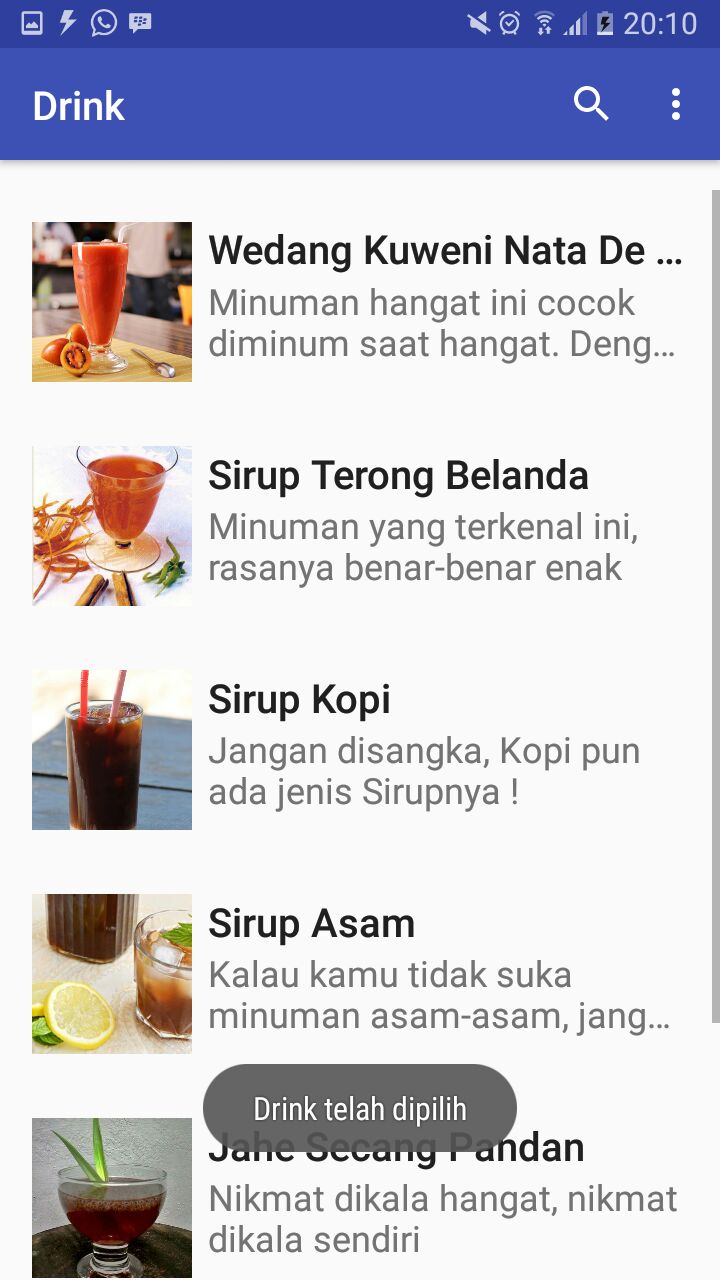 20:10
Drink
Wedang Kuweni Nata De ...
Minuman hangat ini cocok
diminum saat hangat. Deng...
Sirup Terong Belanda
Minuman yang terkenal ini,
rasanya benar-benar enak
Sirup Kopi
Jangan disangka, Kopi pun
ada jenis Sirupnya !
Sirup Asam
Kalau kamu tidak suka
minuman asam-asam, jang...
Drink telah dipilih
Jahe Secang Pandan
Nikmat dikala hangat, nikmat
dikala sendiri